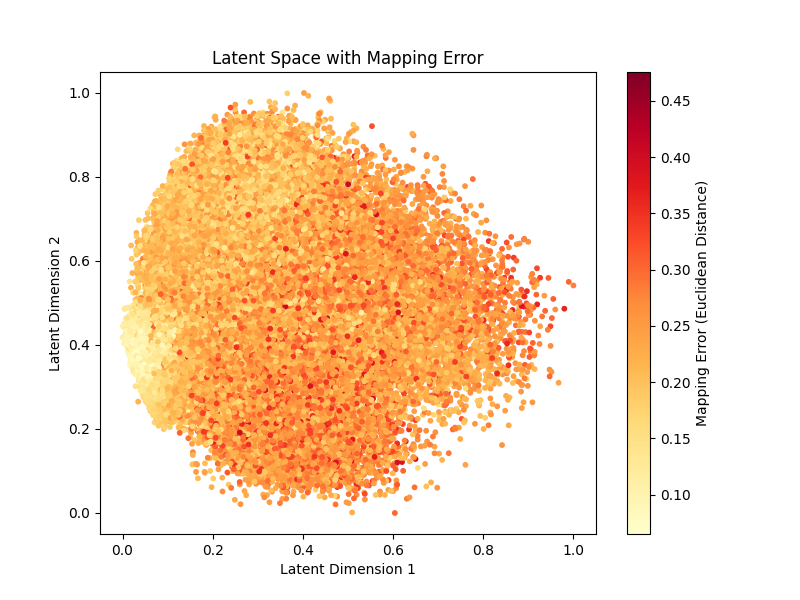 Latent Space with Mapping Error
1.0
0.8
0.6
0.4
0.2
0.0
Latent Dimension 2
0.0 0.2 0.4 0.6 0.8 1.0
Latent Dimension 1
0.45
0.40
0.35
0.30
0.25
0.20
0.15
0.10
Mapping Error (Euclidean Distance)